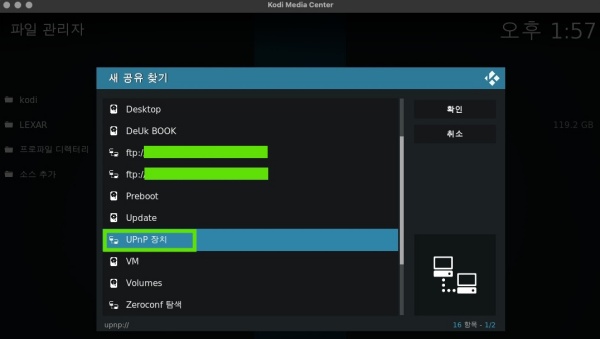 Kodi Media Center
파일 관리자
오후 1:57
새 공유 찾기
kodi
LEXAR
119.2 GB
프로파일 디렉터리
소스 추가
Desktop
DeUk BOOK
ftp:/
ftp:/
Preboot
Update
UPnP 장치
VM
Volumes
Zeroconf 탐색
확인
취소
upnp://
16 항목 - 1/2